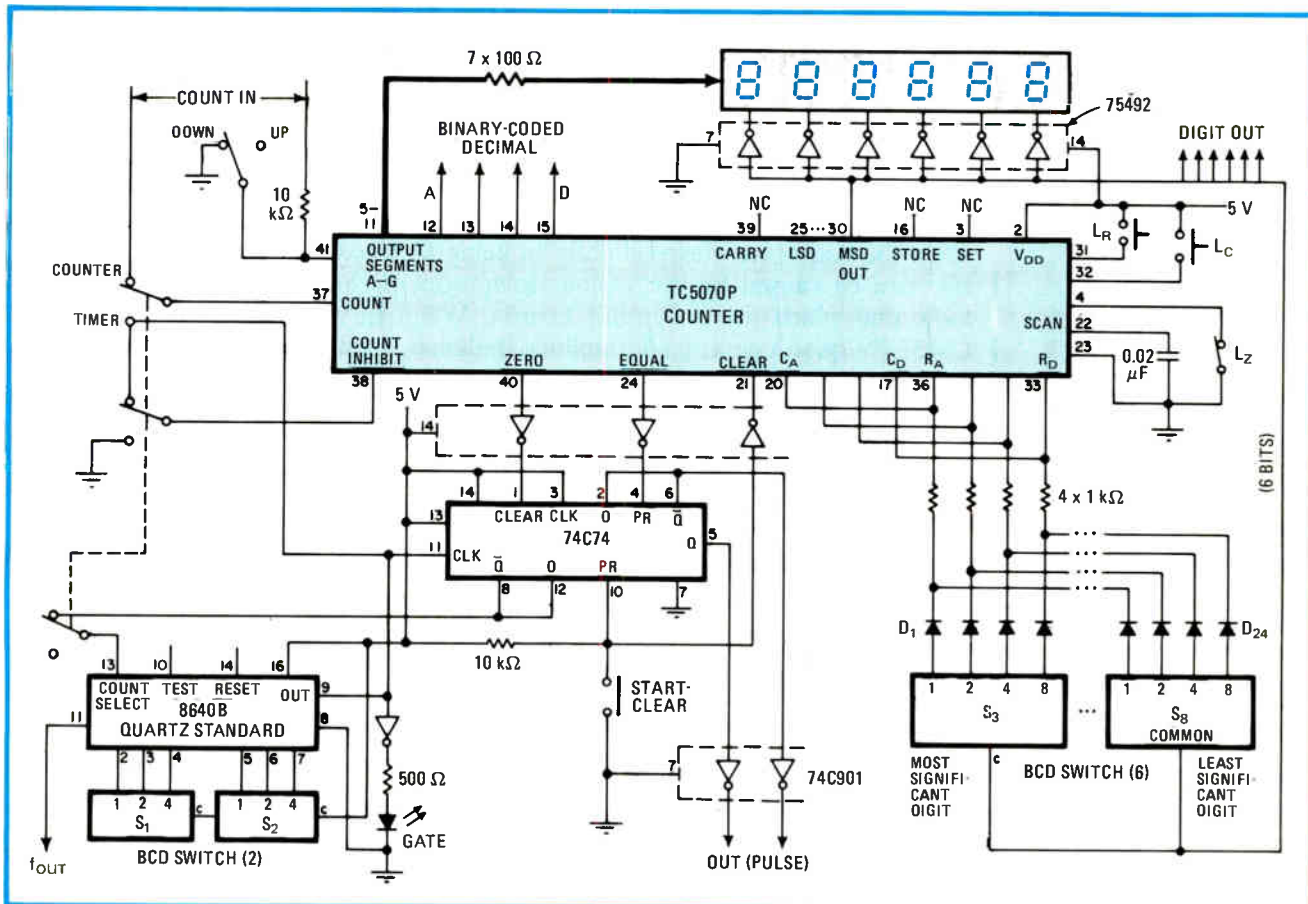 7 x 100 Ω
75492
COUNT IN
OOWN
UP
BINARY-CODED
DECIMAL
7
14
DIGIT OUT
10
kΩ
5–
11
A
D
12
13
14
15
NC
NC
NC
39
25···30
16
3
2
5 V
LR
LC
41
OUTPUT
SEGMENTS
A–G
CARRY
LSD
MSD
OUT
STORE
SET
VDD
31
32
COUNTER
37
COUNT
TC5070P
COUNTER
4
SCAN
22
23
0.02
μF
LZ
TIMER
COUNT
INHIBIT
ZERO
EQUAL
CLEAR
CA
CD
RA
RD
38
40
24
21
20
17
36
33
5 V
14
(6 BITS)
14
1
3
2
4
6
13
CLEAR
CLK
O
PR
Q̅
4 x 1 kΩ
11
CLK
74C74
Q
5
Q̅
O
PR
8
12
10
7
10 kΩ
D1
D24
13
10
14
16
COUNT
SELECT
TEST
RESET
OUT
9
8640B
QUARTZ STANDARD
8
11
START-
CLEAR
1
2
4
8
S3
···
1
2
4
8
S8
COMMON
2
3
4
5
6
7
500 Ω
7
74C901
MOST
SIGNIFI-
CANT
OIGIT
c
BCD SWITCH (6)
LEAST
SIGNIFI-
CANT
OIGIT
1
2
4
S1
c
1
2
4
S2
c
GATE
fOUT
BCD SWITCH (2)
OUT (PULSE)